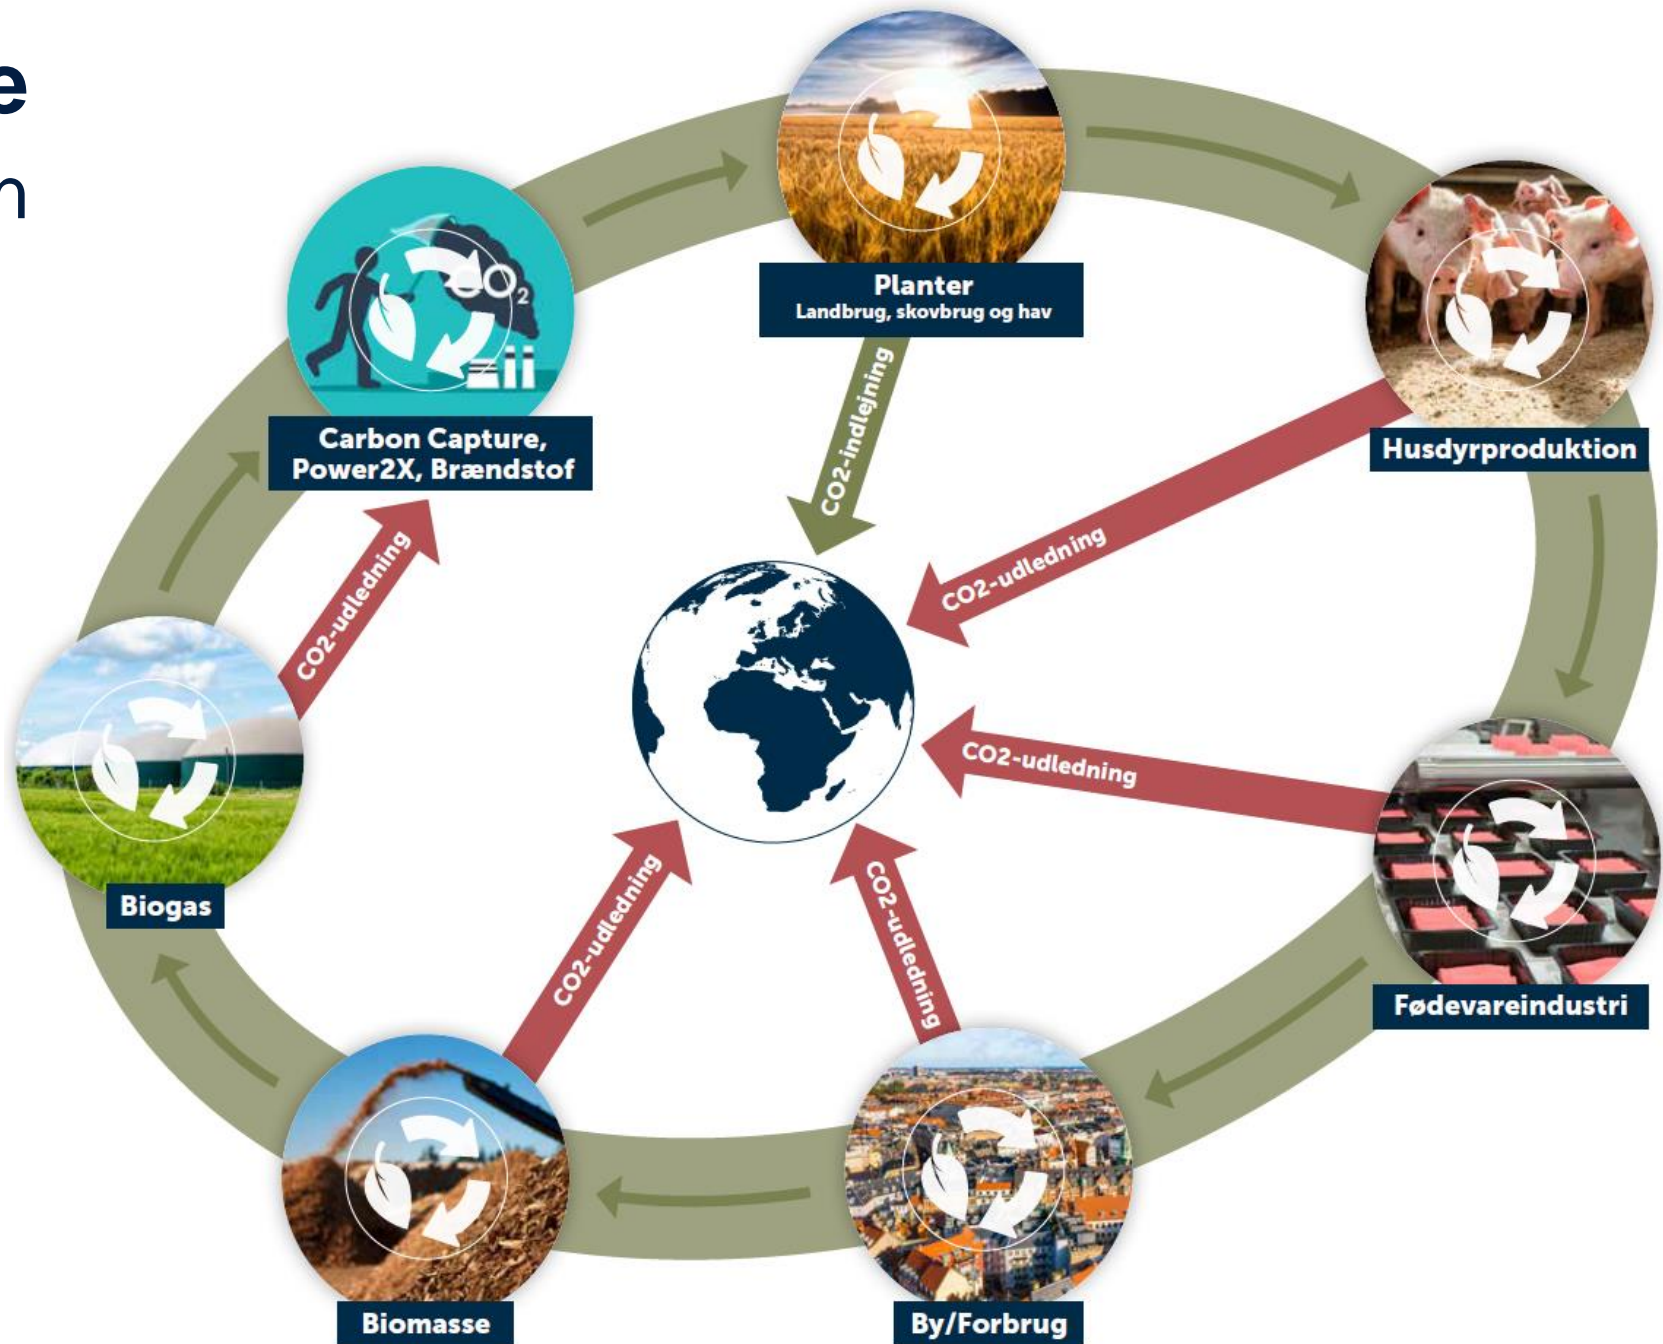 e
n
Planter
Landbrug, skovbrug og hav
Carbon Capture,
Power2X, Brændstof
CO₂
Husdyrproduktion
CO2-indlejning
CO2-udledning
CO2-udledning
CO2-udledning
Biogas
CO2-udledning
CO2-udledning
Fødevareindustri
Biomasse
By/Forbrug